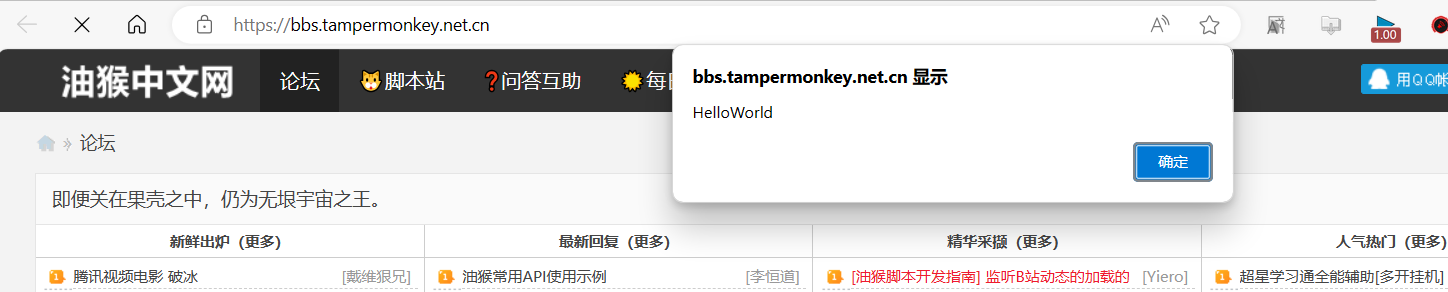 https://bbs.tampermonkey.net.cn
1.00
油猴中文网 论坛 脚本站 ?问答互助 每
用QQ帐
bbs.tampermonkey.net.cn 显示
HelloWorld
确定
» 论坛
即便关在果壳之中，仍为无垠宇宙之王。
新鲜出炉（更多） 最新回复（更多） 精华采撷（更多） 人气热门（更多）
1 腾讯视频电影 破冰 [戴维狠兄] 1 油猴常用API使用示例 [李恒道] 1 [油猴脚本开发指南] 监听B站动态的加载的 [Yiero] 1 超星学习通全能辅助[多开挂机]